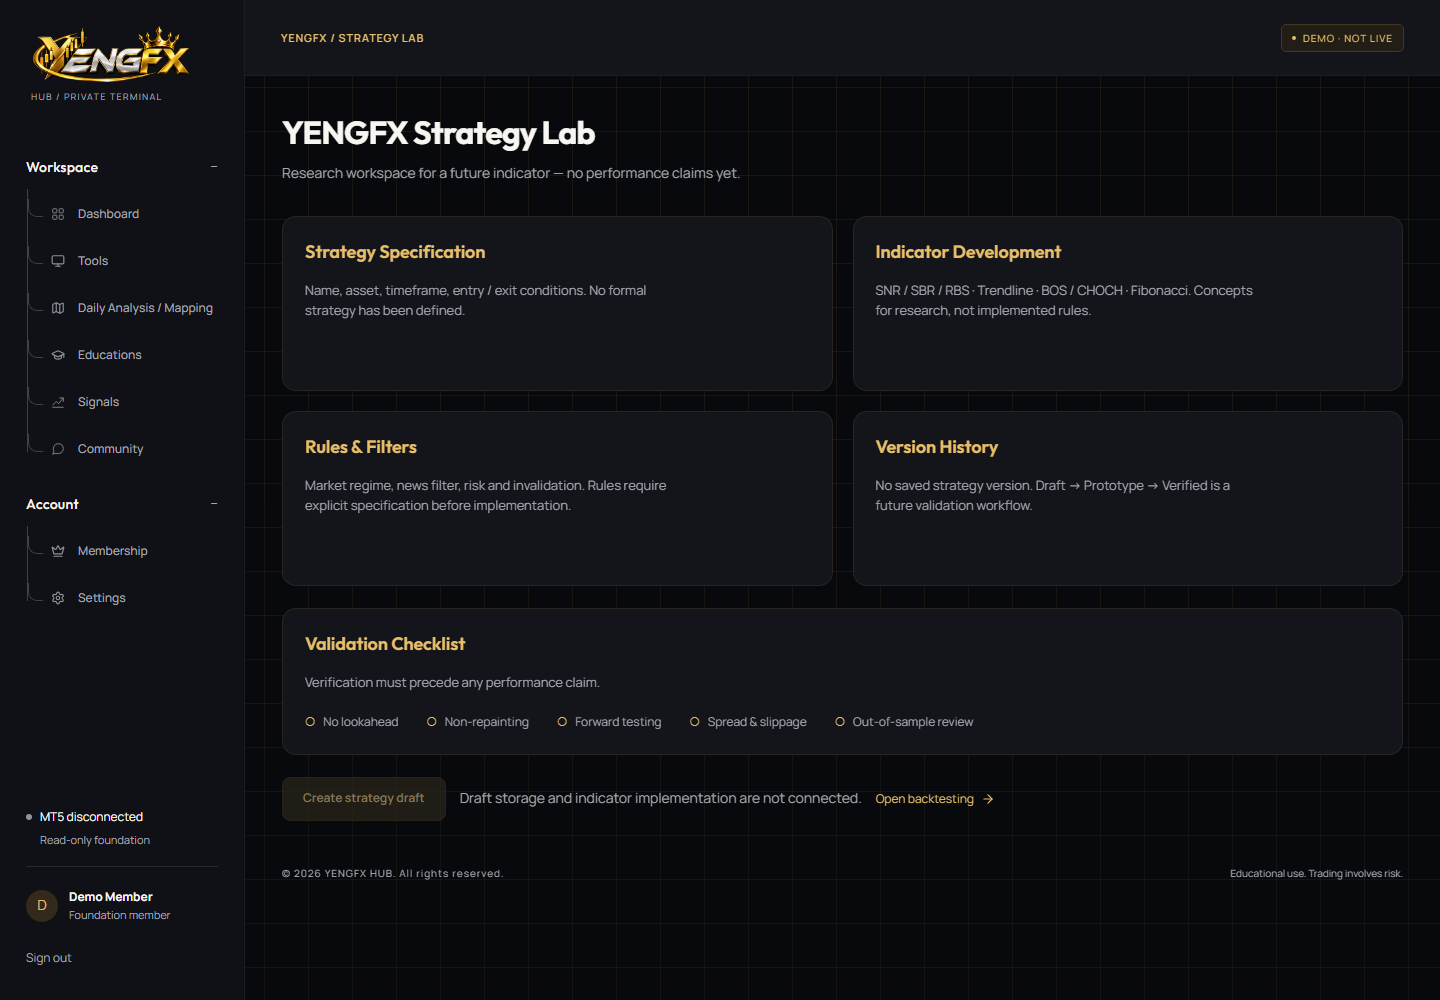 YENGFX
HUB / PRIVATE TERMINAL
Workspace
Dashboard
Tools
Daily Analysis / Mapping
Educations
Signals
Community
Account
Membership
Settings
MT5 disconnected
Read-only foundation
D
Demo Member
Foundation member
Sign out
YENGFX / STRATEGY LAB
DEMO · NOT LIVE
YENGFX Strategy Lab
Research workspace for a future indicator — no performance claims yet.
Strategy Specification
Name, asset, timeframe, entry / exit conditions. No formal
strategy has been defined.
Indicator Development
SNR / SBR / RBS · Trendline · BOS / CHOCH · Fibonacci. Concepts
for research, not implemented rules.
Rules & Filters
Market regime, news filter, risk and invalidation. Rules require
explicit specification before implementation.
Version History
No saved strategy version. Draft → Prototype → Verified is a
future validation workflow.
Validation Checklist
Verification must precede any performance claim.
No lookahead
Non-repainting
Forward testing
Spread & slippage
Out-of-sample review
Create strategy draft
Draft storage and indicator implementation are not connected.
Open backtesting →
© 2026 YENGFX HUB. All rights reserved.
Educational use. Trading involves risk.